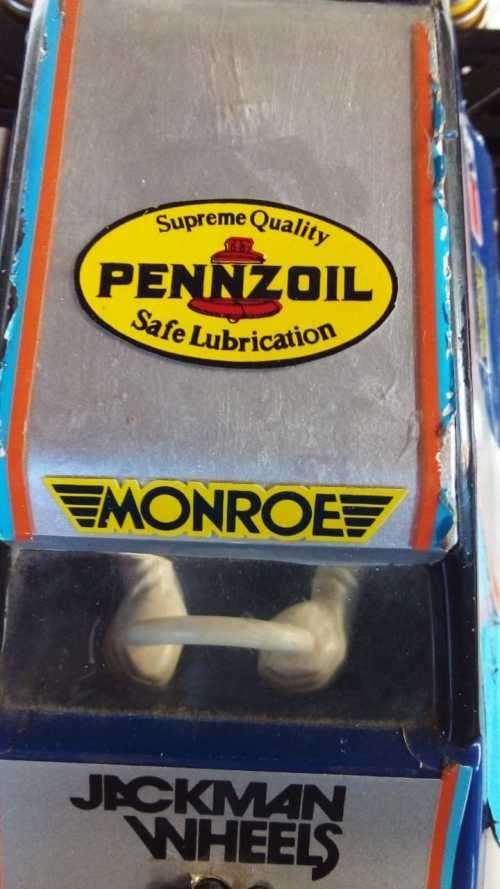 Supreme Quality
PENNZOIL
Safe Lubrication
MONROE
JACKMAN
WHEELS